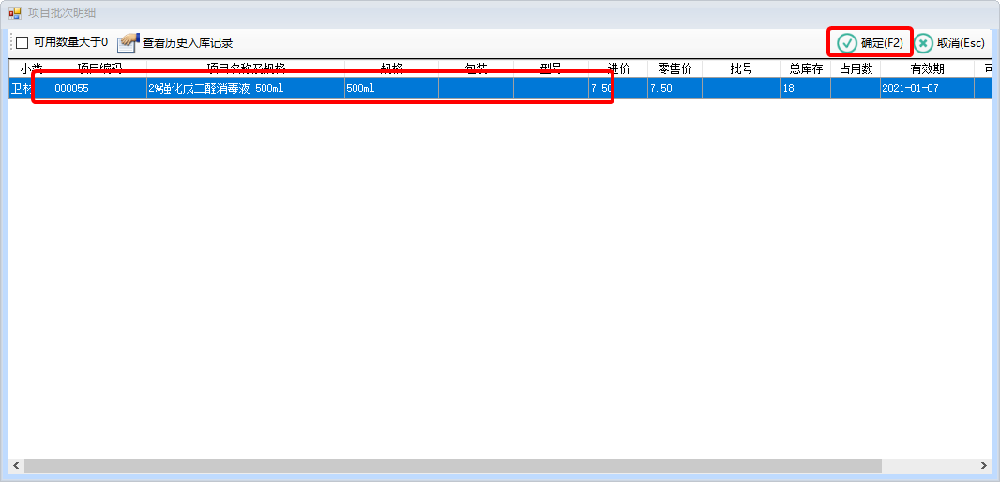 项目批次明细
可用数量大于0 查看历史入库记录 确定(F2) 取消(Esc)
小类 项目编码 项目名称及规格 规格 包装 型号 进价 零售价 批号 总库存 占用数 有效期
卫材 000055 2%强化戊二醛消毒液 500ml 500ml 7.50 7.50 18 2021-01-07